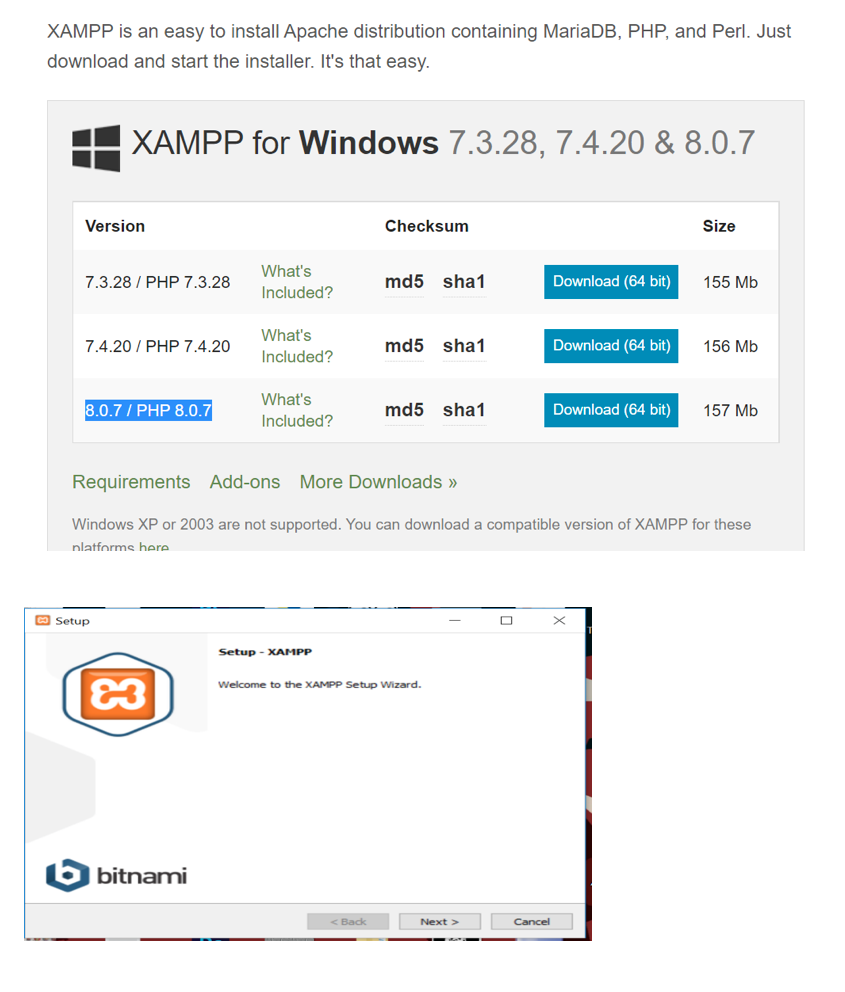 XAMPP is an easy to install Apache distribution containing MariaDB, PHP, and Perl. Just
download and start the installer. It's that easy.
XAMPP for Windows 7.3.28, 7.4.20 & 8.0.7
Version Checksum Size
7.3.28 / PHP 7.3.28 What's Included? md5 sha1 Download (64 bit) 155 Mb
7.4.20 / PHP 7.4.20 What's Included? md5 sha1 Download (64 bit) 156 Mb
8.0.7 / PHP 8.0.7 What's Included? md5 sha1 Download (64 bit) 157 Mb
Requirements Add-ons More Downloads »
Windows XP or 2003 are not supported. You can download a compatible version of XAMPP for these
platforms here
Setup
Setup - XAMPP
Welcome to the XAMPP Setup Wizard.
bitnami
< Back Next > Cancel